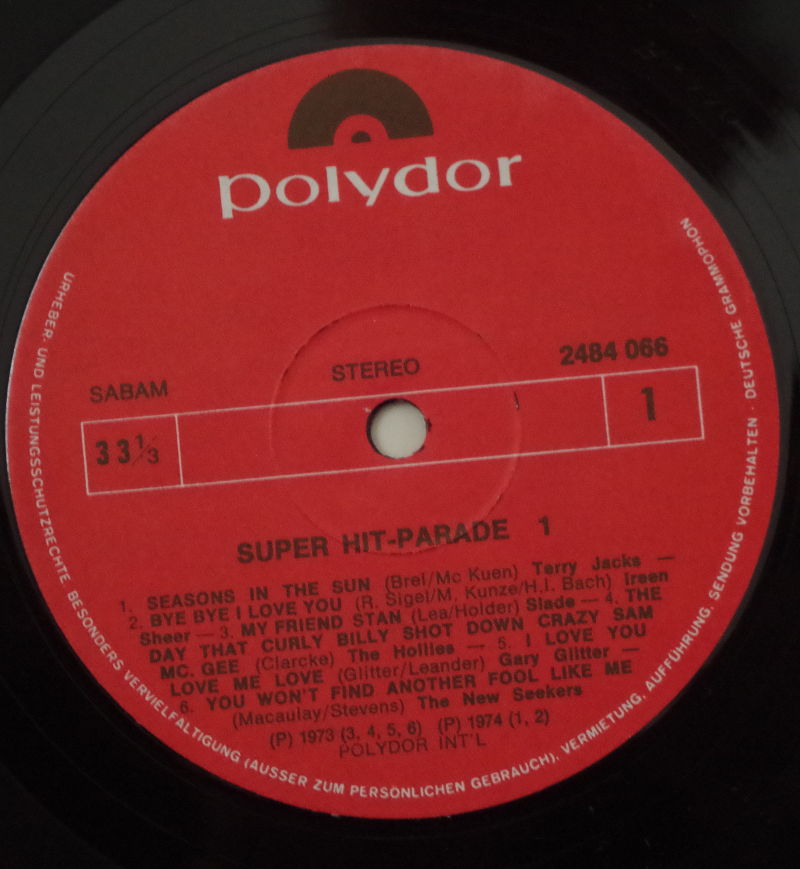 polydor
SABAM
STEREO
2484 066
33⅓
1
SUPER HIT-PARADE 1
1. SEASONS IN THE SUN (Brel/Mc Kuen) Terry Jacks —
2. BYE BYE I LOVE YOU (R. Sigel/M. Kunze/H.I. Bach) Ireen
Sheer — 3. MY FRIEND STAN (Lea/Holder) Slade — 4. THE
DAY THAT CURLY BILLY SHOT DOWN CRAZY SAM
MC. GEE (Clarcke) The Hollies — 5. I LOVE YOU
LOVE ME LOVE (Glitter/Leander) Gary Glitter —
6. YOU WON'T FIND ANOTHER FOOL LIKE ME
(Macaulay/Stevens) The New Seekers
(P) 1973 (3, 4, 5, 6) (P) 1974 (1, 2)
POLYDOR INT'L
URHEBER- UND LEISTUNGSSCHUTZRECHTE, BESONDERS VERVIELFÄLTIGUNG (AUSSER ZUM PERSÖNLICHEN GEBRAUCH), VERMIETUNG, AUFFÜHRUNG, SENDUNG VORBEHALTEN · DEUTSCHE GRAMMOPHON